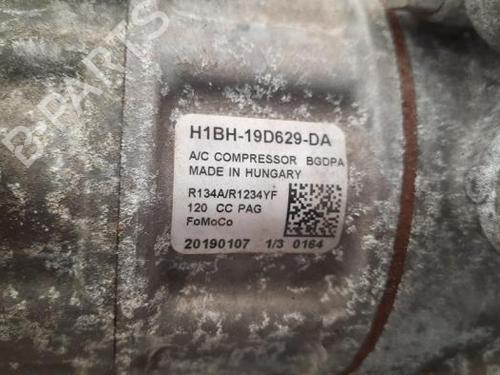 B-PARTS
H1BH-19D629-DA
A/C COMPRESSOR BGDPA
MADE IN HUNGARY
R134A/R1234YF
120 CC PAG
FoMoCo
20190107 1/3 0164